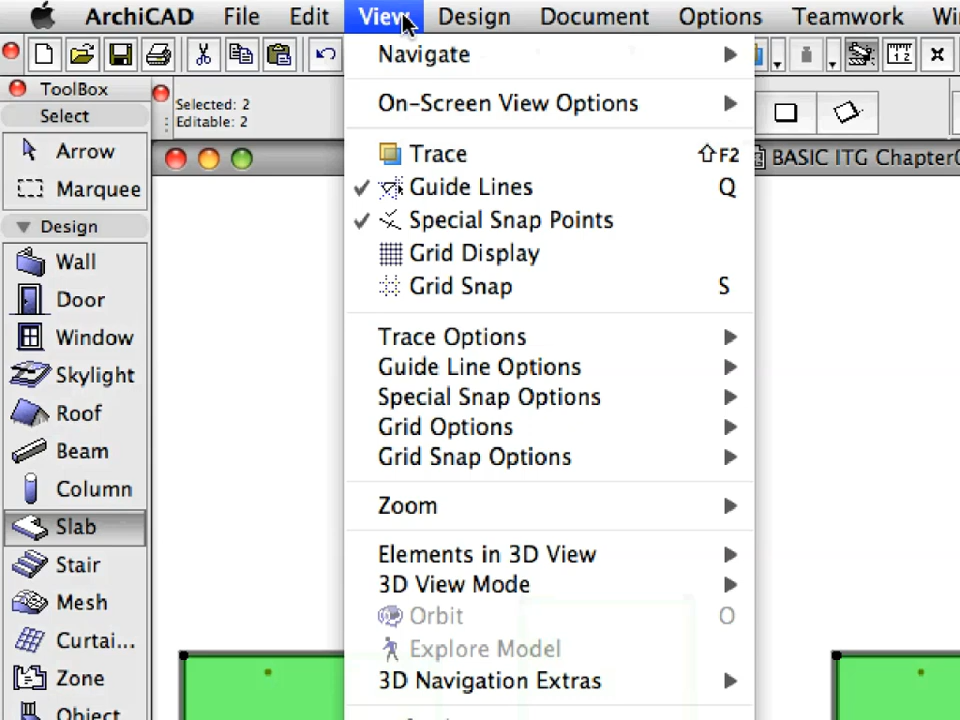 ArchiCAD File Edit View Design Document Options Teamwork
ToolBox
Select
Arrow
Marquee
Design
Wall
Door
Window
Skylight
Roof
Beam
Column
Slab
Stair
Mesh
Curtai...
Zone
Object
Selected: 2
Editable: 2
Navigate
On-Screen View Options
Trace ⇧F2
Guide Lines Q
Special Snap Points
Grid Display
Grid Snap S
Trace Options
Guide Line Options
Special Snap Options
Grid Options
Grid Snap Options
Zoom
Elements in 3D View
3D View Mode
Orbit O
Explore Model
3D Navigation Extras
1 2
BASIC ITG Chapter